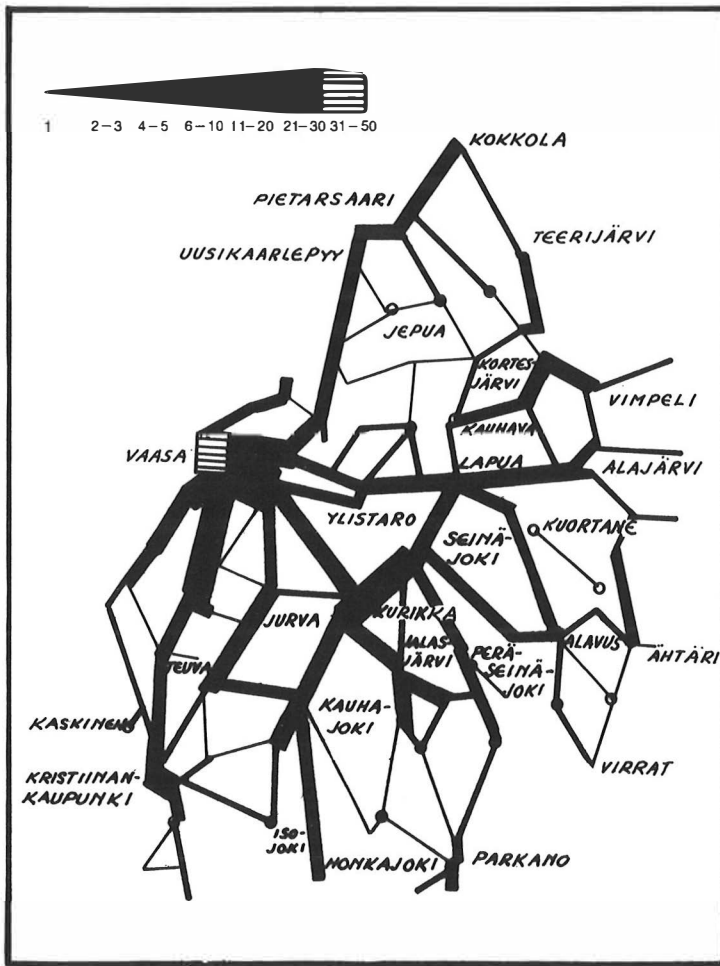 1 2–3 4–5 6–10 11–20 21–30 31–50
KOKKOLA
PIETARSAARI
TEERIJÄRVI
UUSIKAARLEPYY
JEPUA
KORTES-
JÄRVI
VIMPELI
KAUHAVA
VAASA
LAPUA
ALAJÄRVI
YLISTARO
SEINÄ-
JOKI
KUORTANE
JURVA
KURIKKA
ALAVUS
JALAS-
JÄRVI
PERÄ-
SEINÄ-
JOKI
ÄHTÄRI
TEUVA
KAUHA-
JOKI
KASKINEN
VIRRAT
KRISTIINAN-
KAUPUNKI
ISO-
JOKI
HONKAJOKI
PARKANO